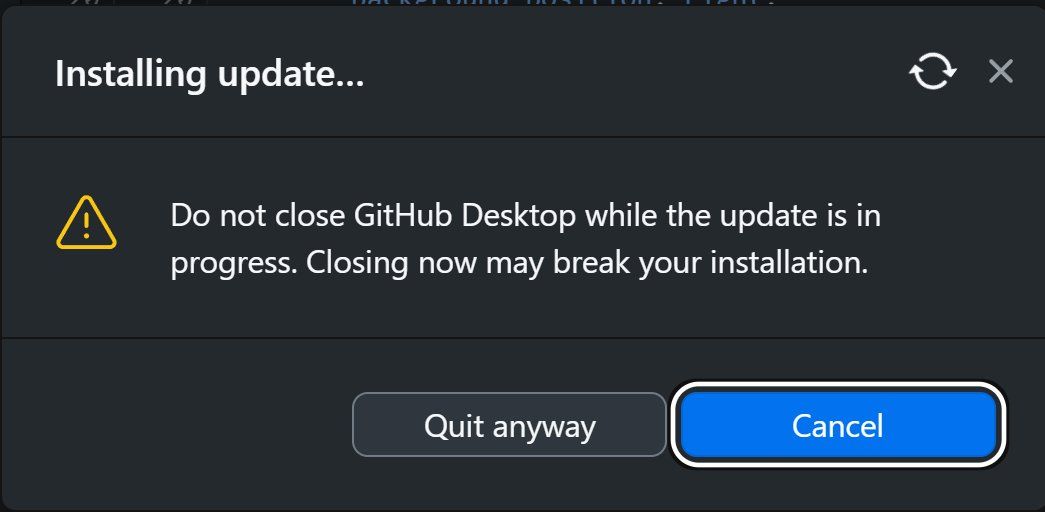 Installing update...
Do not close GitHub Desktop while the update is in
progress. Closing now may break your installation.
Quit anyway
Cancel